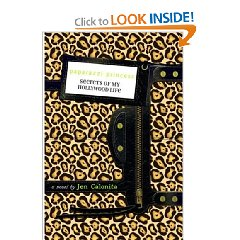 Click to LOOK INSIDE!
PAPARAZZI PRINCESS
SECRETS OF MY
HOLLYWOOD LIFE
a novel by Jen Calonita